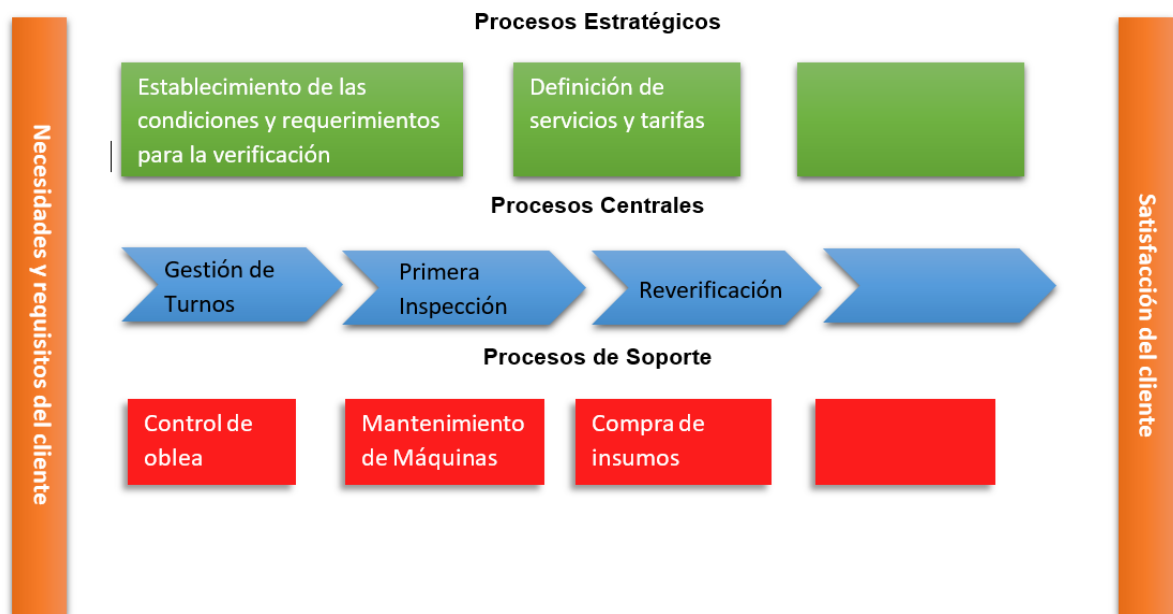 Procesos Estratégicos
Necesidades y requisitos del cliente
Establecimiento de las
condiciones y requerimientos
para la verificación
Definición de
servicios y tarifas
Procesos Centrales
Gestión de
Turnos
Primera
Inspección
Reverificación
Procesos de Soporte
Control de
oblea
Mantenimiento
de Máquinas
Compra de
insumos
Satisfacción del cliente